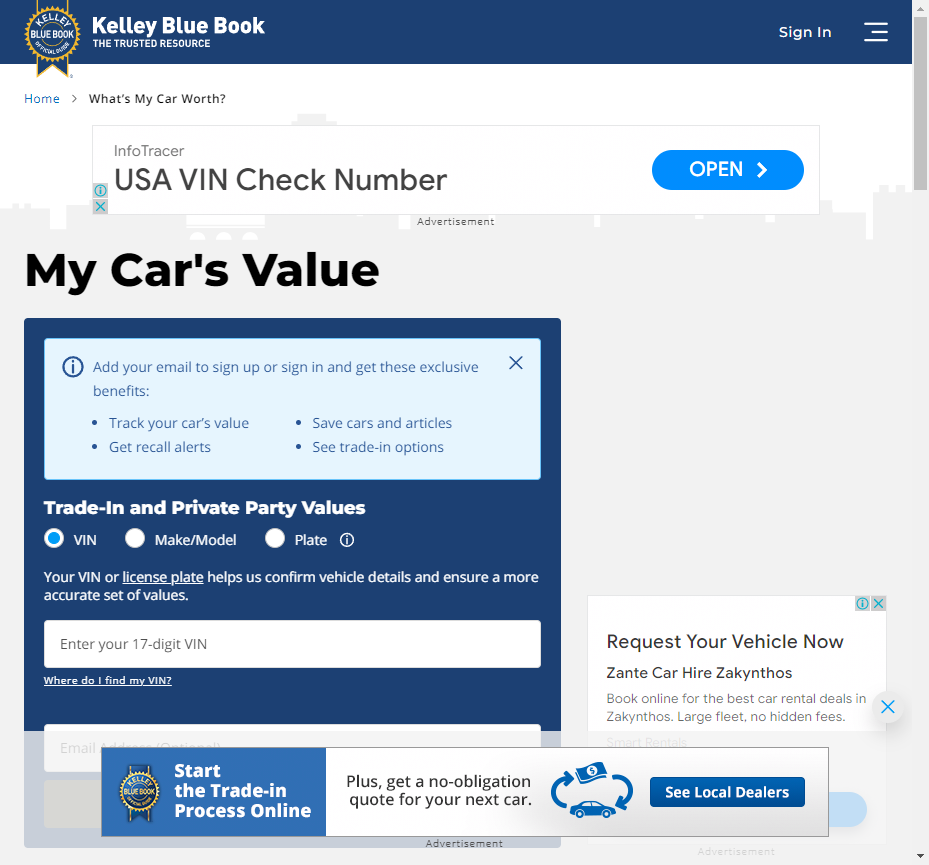 KELLEY
BLUE BOOK
OFFICIAL GUIDE
Kelley Blue Book
THE TRUSTED RESOURCE
Sign In
Home
What's My Car Worth?
InfoTracer
USA VIN Check Number
OPEN
Advertisement
My Car's Value
Add your email to sign up or sign in and get these exclusive
benefits:
Track your car's value
Save cars and articles
Get recall alerts
See trade-in options
Trade-In and Private Party Values
VIN
Make/Model
Plate
Your VIN or license plate helps us confirm vehicle details and ensure a more
accurate set of values.
Enter your 17-digit VIN
Where do I find my VIN?
Email Address (Optional)
Request Your Vehicle Now
Zante Car Hire Zakynthos
Book online for the best car rental deals in
Zakynthos. Large fleet, no hidden fees.
Smart Rentals
KELLEY
BLUE BOOK
Start
the Trade-in
Process Online
Plus, get a no-obligation
quote for your next car.
$
See Local Dealers
Advertisement
Advertisement